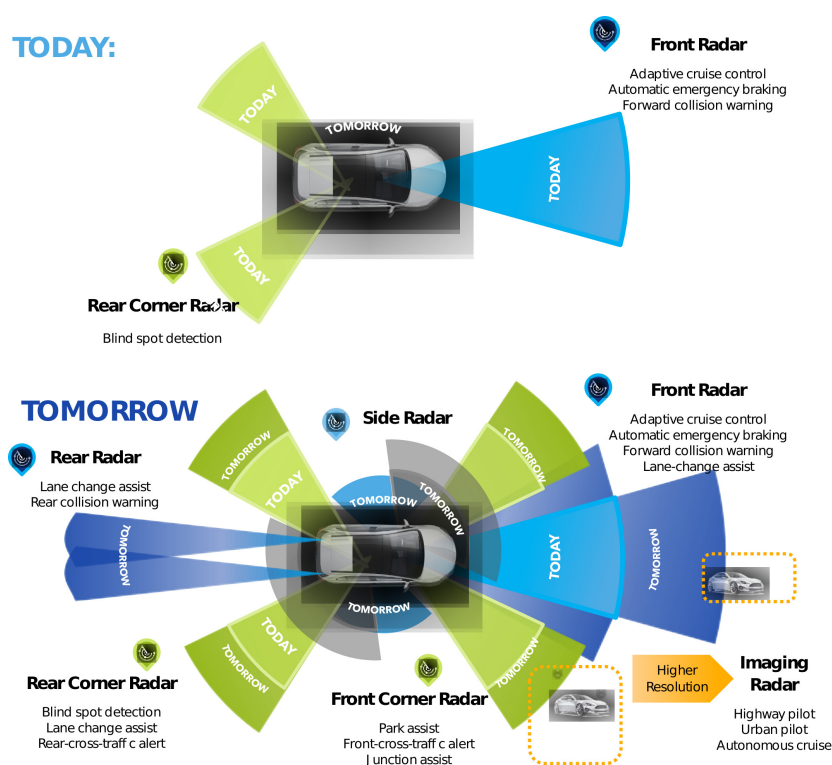 TODAY:
Front Radar
Adaptive cruise control
Automatic emergency braking
Forward collision warning
TODAY
TOMORROW
TODAY
TODAY
Rear Corner Radar
Blind spot detection
TOMORROW
Front Radar
Adaptive cruise control
Automatic emergency braking
Forward collision warning
Lane-change assist
Side Radar
Rear Radar
Lane change assist
Rear collision warning
TOMORROW
TODAY
TOMORROW
TOMORROW
TOMORROW
TOMORROW
TODAY
TOMORROW
TOMORROW
TODAY
TOMORROW
TOMORROW
Rear Corner Radar
Blind spot detection
Lane change assist
Rear-cross-traff c alert
Front Corner Radar
Park assist
Front-cross-traff c alert
Junction assist
Higher
Resolution
Imaging
Radar
Highway pilot
Urban pilot
Autonomous cruise